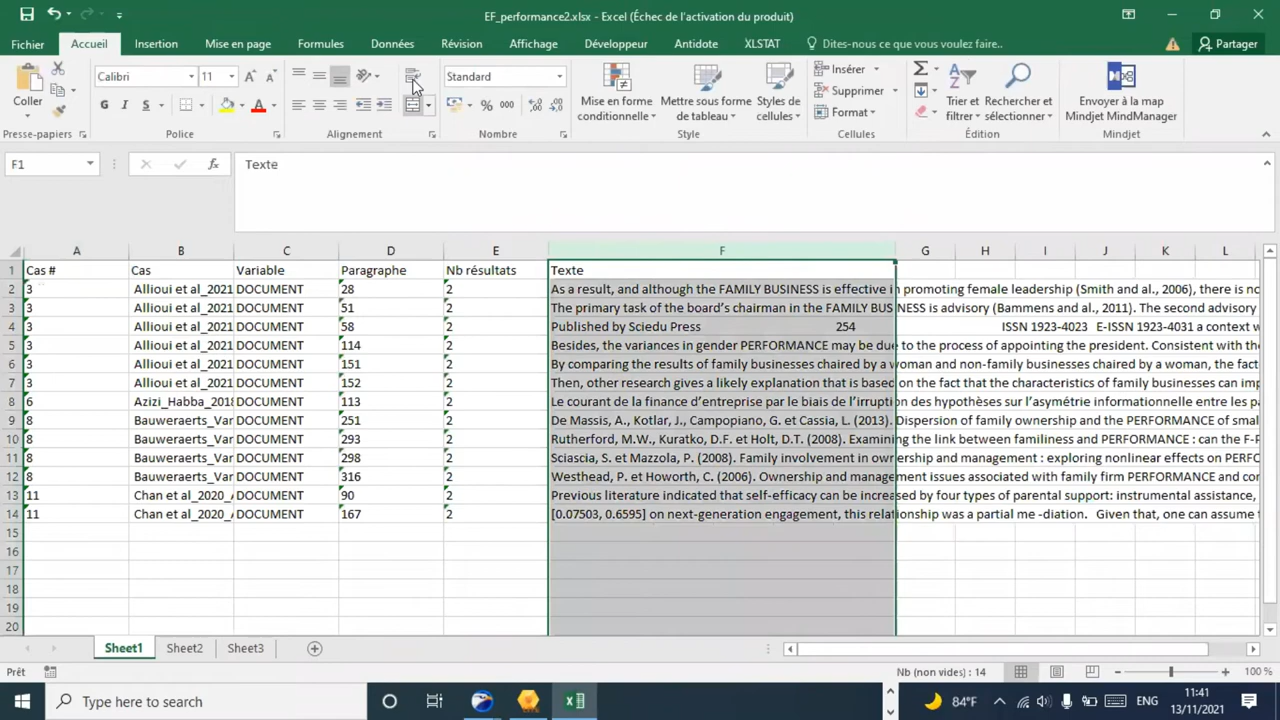 EF_performance2.xlsx - Excel (Échec de l'activation du produit)
Fichier Accueil Insertion Mise en page Formules Données Révision Affichage Développeur Antidote XLSTAT Dites-nous ce que vous voulez faire.. Partager
Coller Calibri 11 Standard
G I S A % 000
Mise en forme conditionnelle Mettre sous forme de tableau Styles de cellules
Insérer
Supprimer
Format
Trier et filtrer Rechercher et sélectionner
Envoyer à la map Mindjet MindManager
Presse-papiers Police Alignement Nombre Style Cellules Édition Mindjet
F1 fx Texte
A B C D E F G H I J K L
1 Cas # Cas Variable Paragraphe Nb résultats Texte
2 3 Allioui et al_2021 DOCUMENT 28 2 As a result, and although the FAMILY BUSINESS is effective in promoting female leadership (Smith and al., 2006), there is no
3 3 Allioui et al_2021 DOCUMENT 51 2 The primary task of the board's chairman in the FAMILY BUSINESS is advisory (Bammens and al., 2011). The second advisory
4 3 Allioui et al_2021 DOCUMENT 58 2 Published by Sciedu Press 254 ISSN 1923-4023 E-ISSN 1923-4031 a context w
5 3 Allioui et al_2021 DOCUMENT 114 2 Besides, the variances in gender PERFORMANCE may be due to the process of appointing the president. Consistent with the
6 3 Allioui et al_2021 DOCUMENT 151 2 By comparing the results of family businesses chaired by a woman and non-family businesses chaired by a woman, the fact
7 3 Allioui et al_2021 DOCUMENT 152 2 Then, other research gives a likely explanation that is based on the fact that the characteristics of family businesses can imp
8 6 Azizi_Habba_2018 DOCUMENT 113 2 Le courant de la finance d'entreprise par le biais de l'irruption des hypothèses sur l'asymétrie informationnelle entre les pa
9 8 Bauweraerts_Var DOCUMENT 251 2 De Massis, A., Kotlar, J., Campopiano, G. et Cassia, L. (2013). Dispersion of family ownership and the PERFORMANCE of smal
10 8 Bauweraerts_Var DOCUMENT 293 2 Rutherford, M.W., Kuratko, D.F. et Holt, D.T. (2008). Examining the link between familiness and PERFORMANCE : can the F-P
11 8 Bauweraerts_Var DOCUMENT 298 2 Sciascia, S. et Mazzola, P. (2008). Family involvement in ownership and management : exploring nonlinear effects on PERFO
12 8 Bauweraerts_Var DOCUMENT 316 2 Westhead, P. et Howorth, C. (2006). Ownership and management issues associated with family firm PERFORMANCE and con
13 11 Chan et al_2020_A DOCUMENT 90 2 Previous literature indicated that self-efficacy can be increased by four types of parental support: instrumental assistance,
14 11 Chan et al_2020_A DOCUMENT 167 2 [0.07503, 0.6595] on next-generation engagement, this relationship was a partial me -diation. Given that, one can assume t
15
16
17
18
19
20
Sheet1 Sheet2 Sheet3
Prêt Nb (non vides) : 14 100 %
Type here to search 84°F ENG 11:41
13/11/2021